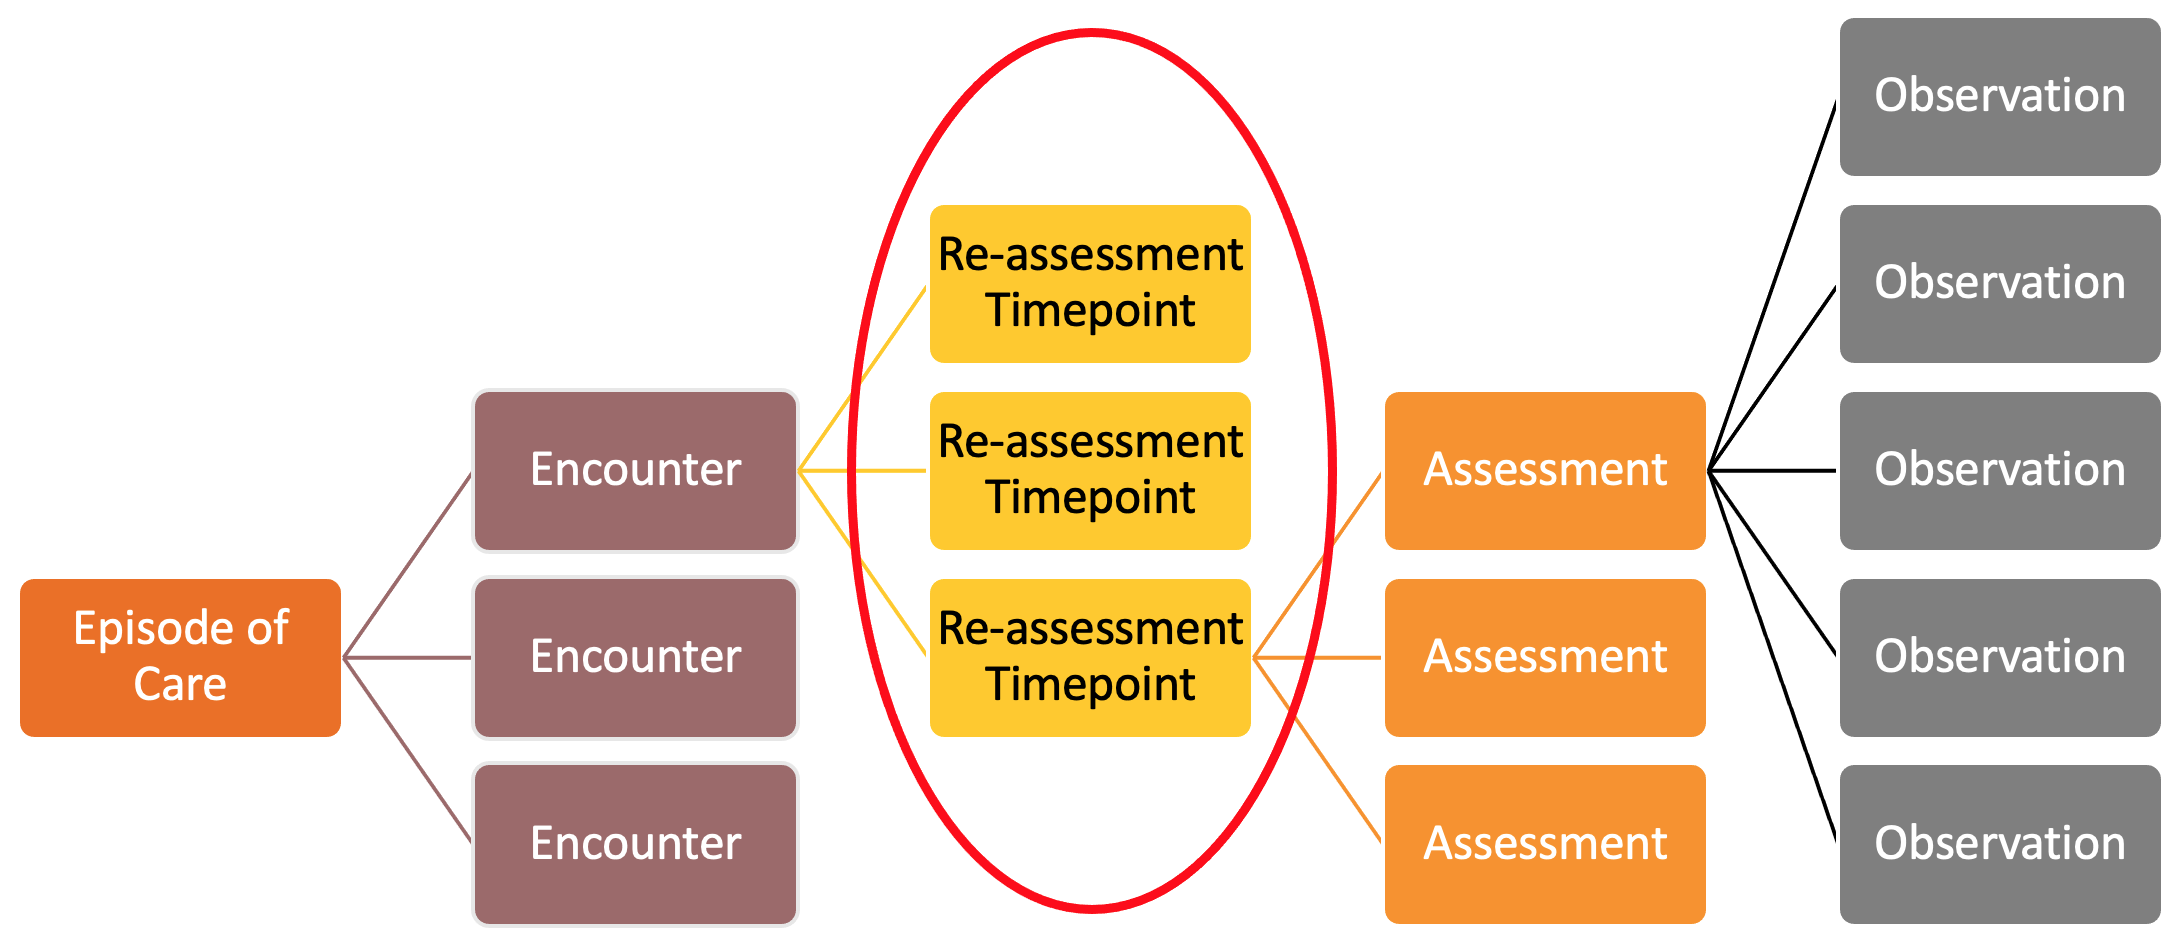 Episode of
Care
Encounter
Encounter
Encounter
Re-assessment
Timepoint
Re-assessment
Timepoint
Re-assessment
Timepoint
Assessment
Assessment
Assessment
Observation
Observation
Observation
Observation
Observation